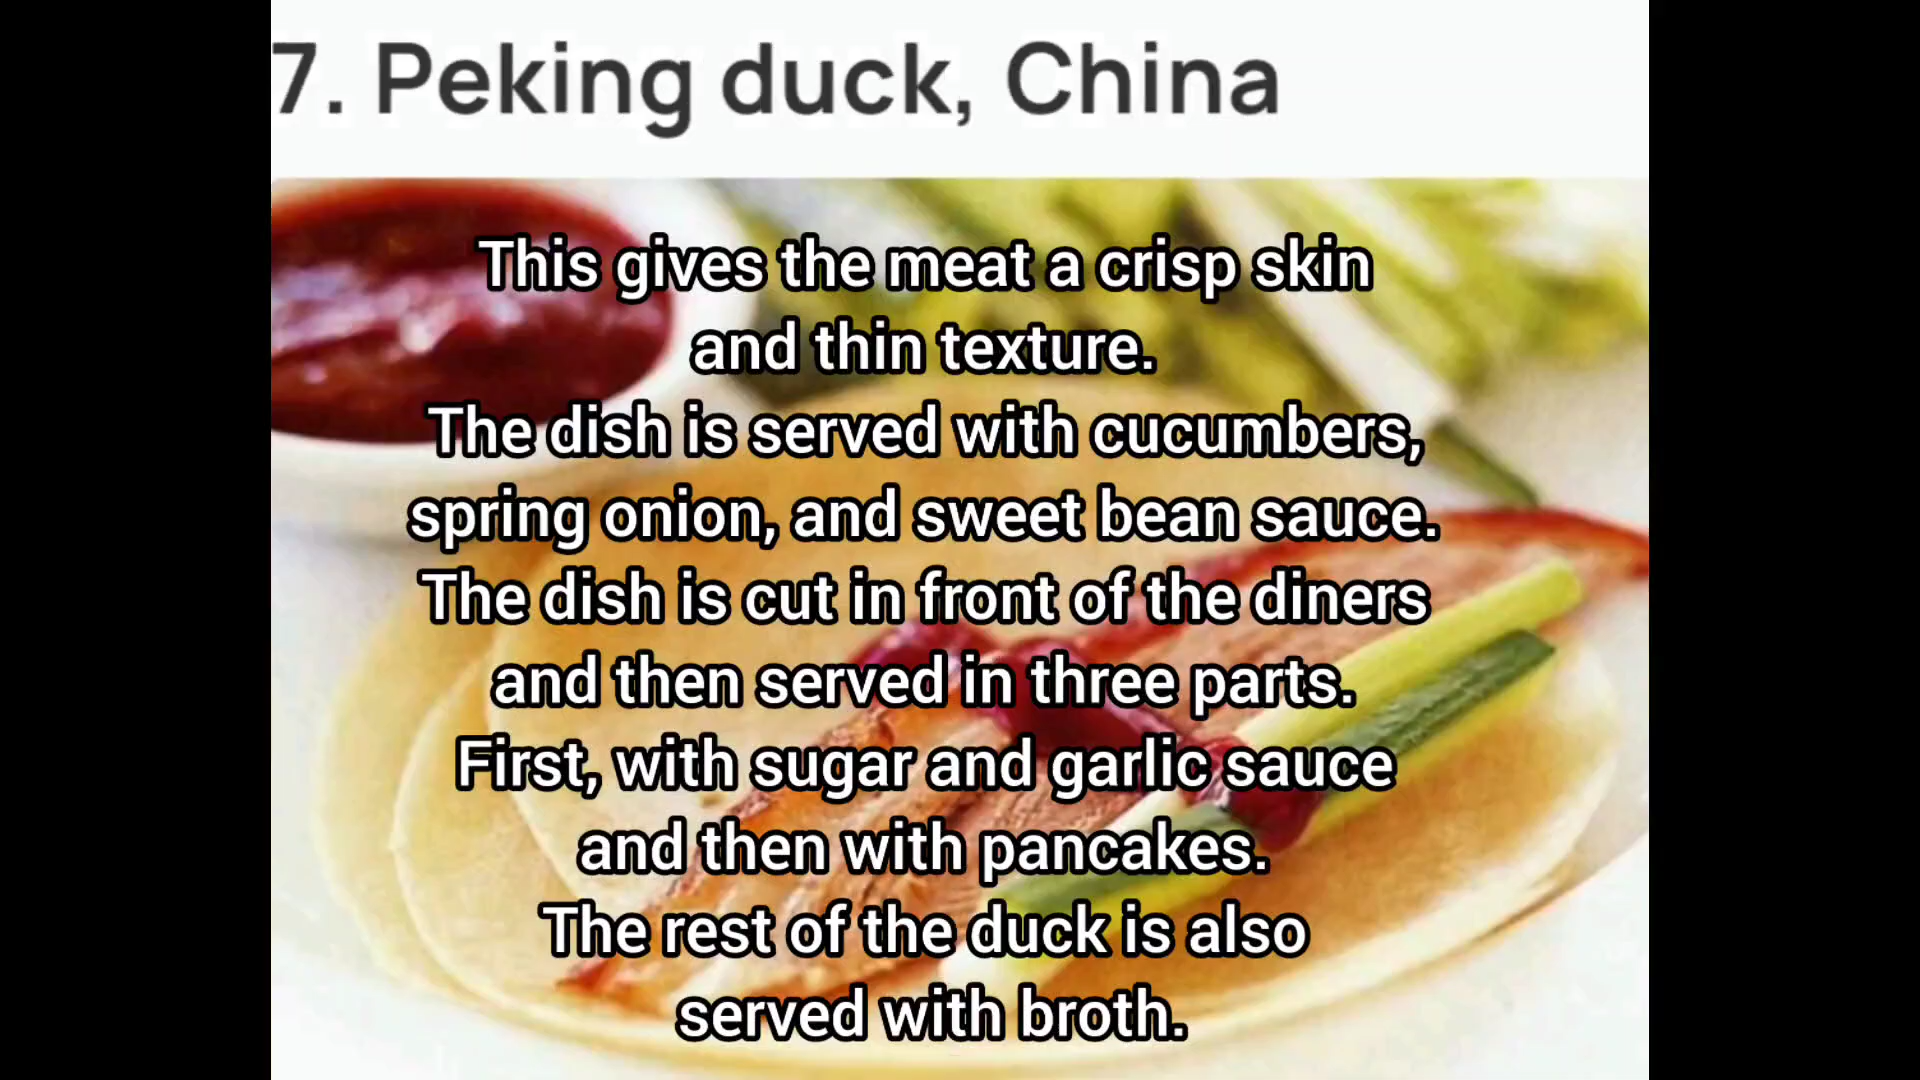 7. Peking duck, China
This gives the meat a crisp skin
and thin texture.
The dish is served with cucumbers,
spring onion, and sweet bean sauce.
The dish is cut in front of the diners
and then served in three parts.
First, with sugar and garlic sauce
and then with pancakes.
The rest of the duck is also
served with broth.